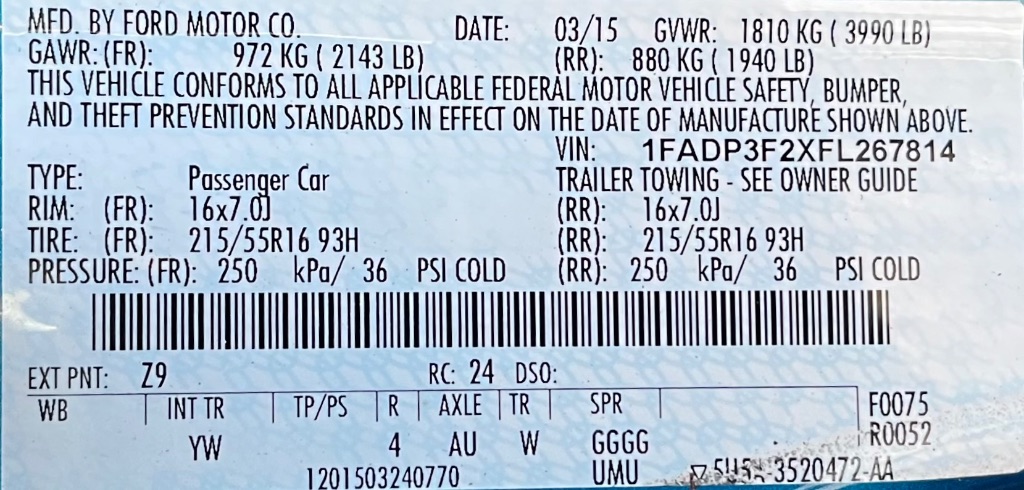 MFD. BY FORD MOTOR CO. DATE: 03/15 GVWR: 1810 KG ( 3990 LB)
GAWR: (FR): 972 KG ( 2143 LB) (RR): 880 KG ( 1940 LB)
THIS VEHICLE CONFORMS TO ALL APPLICABLE FEDERAL MOTOR VEHICLE SAFETY, BUMPER,
AND THEFT PREVENTION STANDARDS IN EFFECT ON THE DATE OF MANUFACTURE SHOWN ABOVE.
VIN: 1FADP3F2XFL267814
TYPE: Passenger Car TRAILER TOWING - SEE OWNER GUIDE
RIM: (FR): 16x7.0J (RR): 16x7.0J
TIRE: (FR): 215/55R16 93H (RR): 215/55R16 93H
PRESSURE: (FR): 250 kPa/ 36 PSI COLD (RR): 250 kPa/ 36 PSI COLD
EXT PNT: Z9 RC: 24 DSO:
WB INT TR TP/PS R AXLE TR SPR F0075
YW 4 AU W GGGG R0052
1201503240770 UMU -3520472-AA